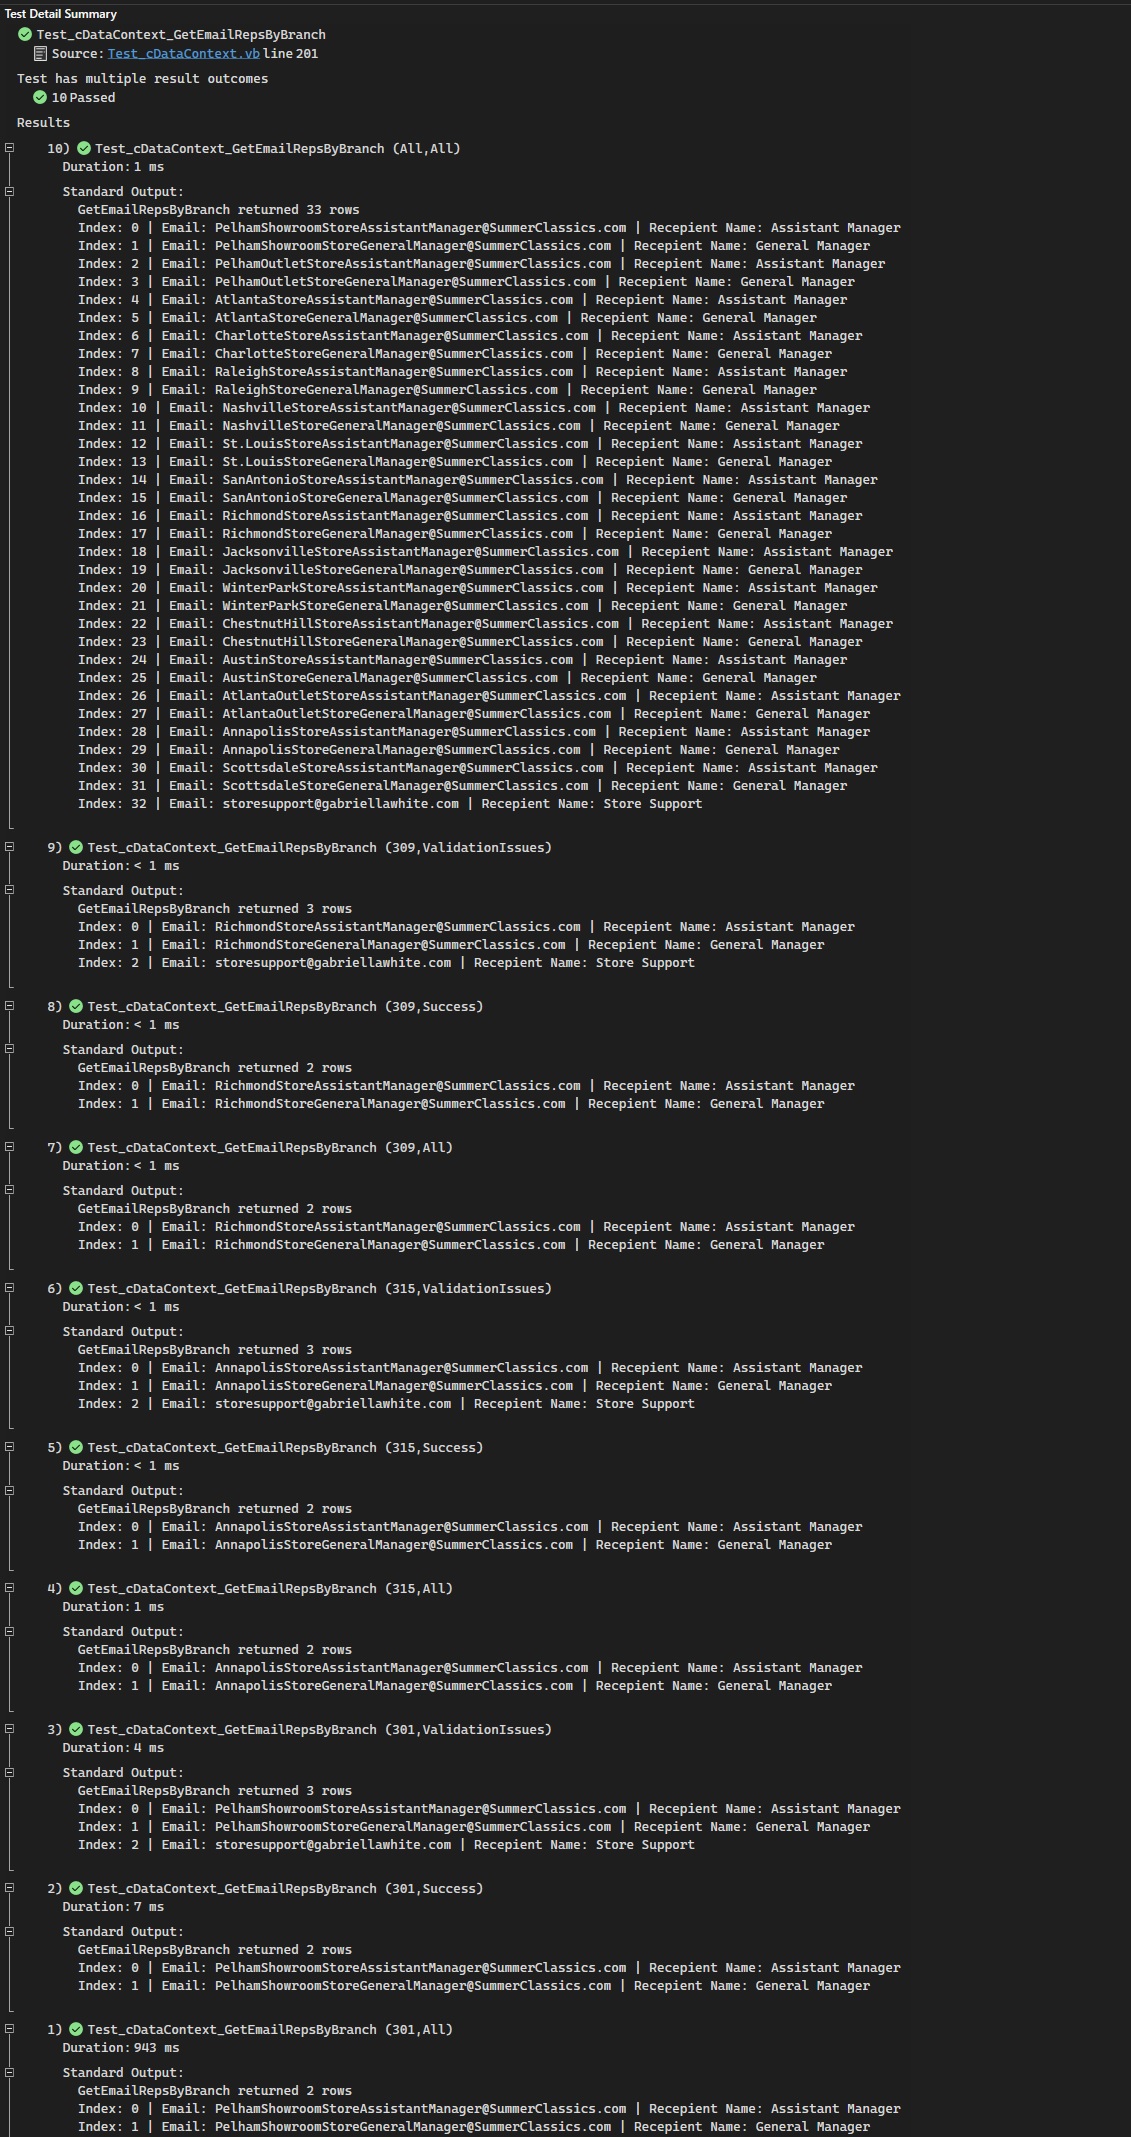 Test Detail Summary
Test_cDataContext_GetEmailRepsByBranch
Source: Test_cDataContext.vb line 201
Test has multiple result outcomes
10 Passed
Results
10) Test_cDataContext_GetEmailRepsByBranch (All,All)
Duration: 1 ms
Standard Output:
GetEmailRepsByBranch returned 33 rows
Index: 0 | Email: PelhamShowroomStoreAssistantManager@SummerClassics.com | Recepient Name: Assistant Manager
Index: 1 | Email: PelhamShowroomStoreGeneralManager@SummerClassics.com | Recepient Name: General Manager
Index: 2 | Email: PelhamOutletStoreAssistantManager@SummerClassics.com | Recepient Name: Assistant Manager
Index: 3 | Email: PelhamOutletStoreGeneralManager@SummerClassics.com | Recepient Name: General Manager
Index: 4 | Email: AtlantaStoreAssistantManager@SummerClassics.com | Recepient Name: Assistant Manager
Index: 5 | Email: AtlantaStoreGeneralManager@SummerClassics.com | Recepient Name: General Manager
Index: 6 | Email: CharlotteStoreAssistantManager@SummerClassics.com | Recepient Name: Assistant Manager
Index: 7 | Email: CharlotteStoreGeneralManager@SummerClassics.com | Recepient Name: General Manager
Index: 8 | Email: RaleighStoreAssistantManager@SummerClassics.com | Recepient Name: Assistant Manager
Index: 9 | Email: RaleighStoreGeneralManager@SummerClassics.com | Recepient Name: General Manager
Index: 10 | Email: NashvilleStoreAssistantManager@SummerClassics.com | Recepient Name: Assistant Manager
Index: 11 | Email: NashvilleStoreGeneralManager@SummerClassics.com | Recepient Name: General Manager
Index: 12 | Email: St.LouisStoreAssistantManager@SummerClassics.com | Recepient Name: Assistant Manager
Index: 13 | Email: St.LouisStoreGeneralManager@SummerClassics.com | Recepient Name: General Manager
Index: 14 | Email: SanAntonioStoreAssistantManager@SummerClassics.com | Recepient Name: Assistant Manager
Index: 15 | Email: SanAntonioStoreGeneralManager@SummerClassics.com | Recepient Name: General Manager
Index: 16 | Email: RichmondStoreAssistantManager@SummerClassics.com | Recepient Name: Assistant Manager
Index: 17 | Email: RichmondStoreGeneralManager@SummerClassics.com | Recepient Name: General Manager
Index: 18 | Email: JacksonvilleStoreAssistantManager@SummerClassics.com | Recepient Name: Assistant Manager
Index: 19 | Email: JacksonvilleStoreGeneralManager@SummerClassics.com | Recepient Name: General Manager
Index: 20 | Email: WinterParkStoreAssistantManager@SummerClassics.com | Recepient Name: Assistant Manager
Index: 21 | Email: WinterParkStoreGeneralManager@SummerClassics.com | Recepient Name: General Manager
Index: 22 | Email: ChestnutHillStoreAssistantManager@SummerClassics.com | Recepient Name: Assistant Manager
Index: 23 | Email: ChestnutHillStoreGeneralManager@SummerClassics.com | Recepient Name: General Manager
Index: 24 | Email: AustinStoreAssistantManager@SummerClassics.com | Recepient Name: Assistant Manager
Index: 25 | Email: AustinStoreGeneralManager@SummerClassics.com | Recepient Name: General Manager
Index: 26 | Email: AtlantaOutletStoreAssistantManager@SummerClassics.com | Recepient Name: Assistant Manager
Index: 27 | Email: AtlantaOutletStoreGeneralManager@SummerClassics.com | Recepient Name: General Manager
Index: 28 | Email: AnnapolisStoreAssistantManager@SummerClassics.com | Recepient Name: Assistant Manager
Index: 29 | Email: AnnapolisStoreGeneralManager@SummerClassics.com | Recepient Name: General Manager
Index: 30 | Email: ScottsdaleStoreAssistantManager@SummerClassics.com | Recepient Name: Assistant Manager
Index: 31 | Email: ScottsdaleStoreGeneralManager@SummerClassics.com | Recepient Name: General Manager
Index: 32 | Email: storesupport@gabriellawhite.com | Recepient Name: Store Support
9) Test_cDataContext_GetEmailRepsByBranch (309,ValidationIssues)
Duration: < 1 ms
Standard Output:
GetEmailRepsByBranch returned 3 rows
Index: 0 | Email: RichmondStoreAssistantManager@SummerClassics.com | Recepient Name: Assistant Manager
Index: 1 | Email: RichmondStoreGeneralManager@SummerClassics.com | Recepient Name: General Manager
Index: 2 | Email: storesupport@gabriellawhite.com | Recepient Name: Store Support
8) Test_cDataContext_GetEmailRepsByBranch (309,Success)
Duration: < 1 ms
Standard Output:
GetEmailRepsByBranch returned 2 rows
Index: 0 | Email: RichmondStoreAssistantManager@SummerClassics.com | Recepient Name: Assistant Manager
Index: 1 | Email: RichmondStoreGeneralManager@SummerClassics.com | Recepient Name: General Manager
7) Test_cDataContext_GetEmailRepsByBranch (309,All)
Duration: < 1 ms
Standard Output:
GetEmailRepsByBranch returned 2 rows
Index: 0 | Email: RichmondStoreAssistantManager@SummerClassics.com | Recepient Name: Assistant Manager
Index: 1 | Email: RichmondStoreGeneralManager@SummerClassics.com | Recepient Name: General Manager
6) Test_cDataContext_GetEmailRepsByBranch (315,ValidationIssues)
Duration: < 1 ms
Standard Output:
GetEmailRepsByBranch returned 3 rows
Index: 0 | Email: AnnapolisStoreAssistantManager@SummerClassics.com | Recepient Name: Assistant Manager
Index: 1 | Email: AnnapolisStoreGeneralManager@SummerClassics.com | Recepient Name: General Manager
Index: 2 | Email: storesupport@gabriellawhite.com | Recepient Name: Store Support
5) Test_cDataContext_GetEmailRepsByBranch (315,Success)
Duration: < 1 ms
Standard Output:
GetEmailRepsByBranch returned 2 rows
Index: 0 | Email: AnnapolisStoreAssistantManager@SummerClassics.com | Recepient Name: Assistant Manager
Index: 1 | Email: AnnapolisStoreGeneralManager@SummerClassics.com | Recepient Name: General Manager
4) Test_cDataContext_GetEmailRepsByBranch (315,All)
Duration: 1 ms
Standard Output:
GetEmailRepsByBranch returned 2 rows
Index: 0 | Email: AnnapolisStoreAssistantManager@SummerClassics.com | Recepient Name: Assistant Manager
Index: 1 | Email: AnnapolisStoreGeneralManager@SummerClassics.com | Recepient Name: General Manager
3) Test_cDataContext_GetEmailRepsByBranch (301,ValidationIssues)
Duration: 4 ms
Standard Output:
GetEmailRepsByBranch returned 3 rows
Index: 0 | Email: PelhamShowroomStoreAssistantManager@SummerClassics.com | Recepient Name: Assistant Manager
Index: 1 | Email: PelhamShowroomStoreGeneralManager@SummerClassics.com | Recepient Name: General Manager
Index: 2 | Email: storesupport@gabriellawhite.com | Recepient Name: Store Support
2) Test_cDataContext_GetEmailRepsByBranch (301,Success)
Duration: 7 ms
Standard Output:
GetEmailRepsByBranch returned 2 rows
Index: 0 | Email: PelhamShowroomStoreAssistantManager@SummerClassics.com | Recepient Name: Assistant Manager
Index: 1 | Email: PelhamShowroomStoreGeneralManager@SummerClassics.com | Recepient Name: General Manager
1) Test_cDataContext_GetEmailRepsByBranch (301,All)
Duration: 943 ms
Standard Output:
GetEmailRepsByBranch returned 2 rows
Index: 0 | Email: PelhamShowroomStoreAssistantManager@SummerClassics.com | Recepient Name: Assistant Manager
Index: 1 | Email: PelhamShowroomStoreGeneralManager@SummerClassics.com | Recepient Name: General Manager